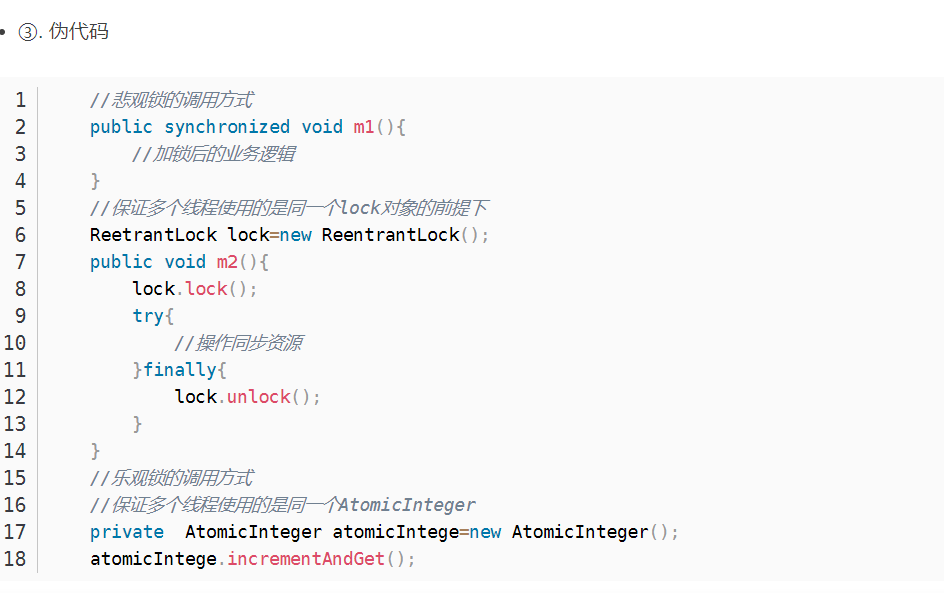 • ③. 伪代码
1 //悲观锁的调用方式
2 public synchronized void m1(){
3 //加锁后的业务逻辑
4 }
5 //保证多个线程使用的是同一个lock对象的前提下
6 ReetrantLock lock=new ReentrantLock();
7 public void m2(){
8 lock.lock();
9 try{
10 //操作同步资源
11 }finally{
12 lock.unlock();
13 }
14 }
15 //乐观锁的调用方式
16 //保证多个线程使用的是同一个AtomicInteger
17 private  AtomicInteger atomicIntege=new AtomicInteger();
18 atomicIntege.incrementAndGet();